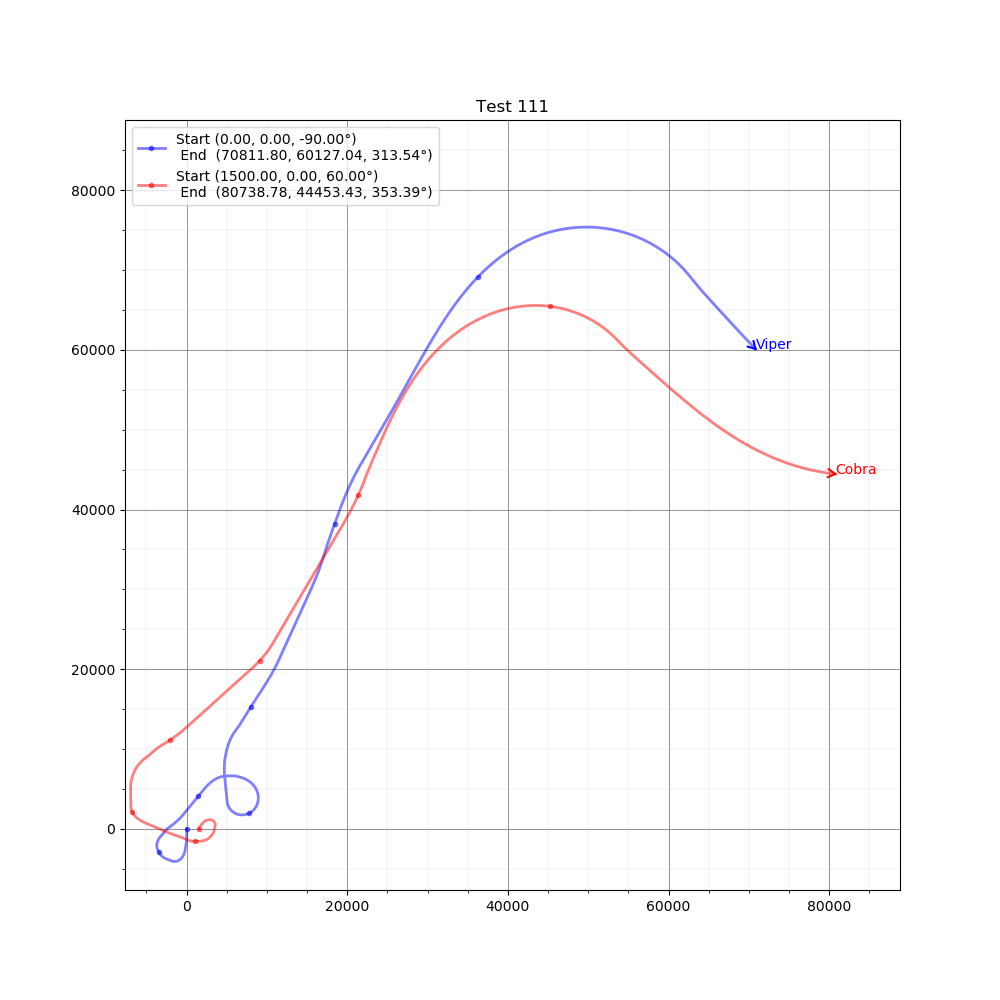 Test 111
Start (0.00, 0.00, -90.00°)
End  (70811.80, 60127.04, 313.54°)
Start (1500.00, 0.00, 60.00°)
End  (80738.78, 44453.43, 353.39°)
80000
60000
40000
20000
0
Viper
Cobra
0
20000
40000
60000
80000